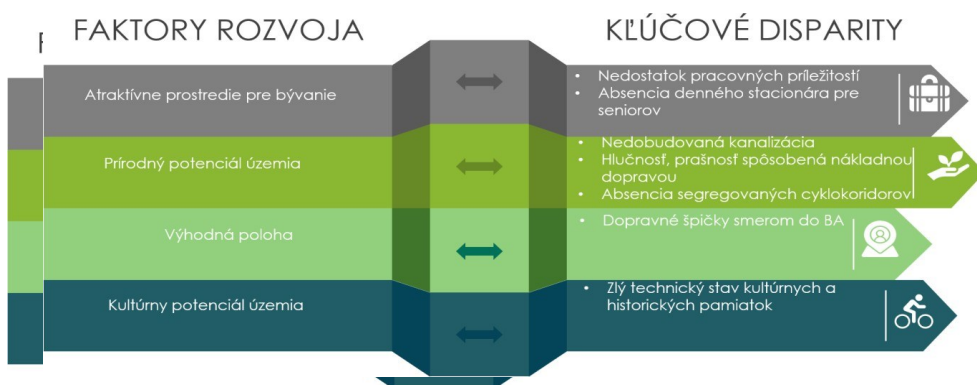 FAKTORY ROZVOJA
KĽÚČOVÉ DISPARITY
Atraktívne prostredie pre bývanie
• Nedostatok pracovných príležitostí
• Absencia denného stacionára pre
seniorov
Prírodný potenciál územia
• Nedobudovaná kanalizácia
• Hlučnosť, prašnosť spôsobená nákladnou
dopravou
• Absencia segregovaných cyklokoridorov
Výhodná poloha
• Dopravné špičky smerom do BA
Kultúrny potenciál územia
• Zlý technický stav kultúrnych a
historických pamiatok